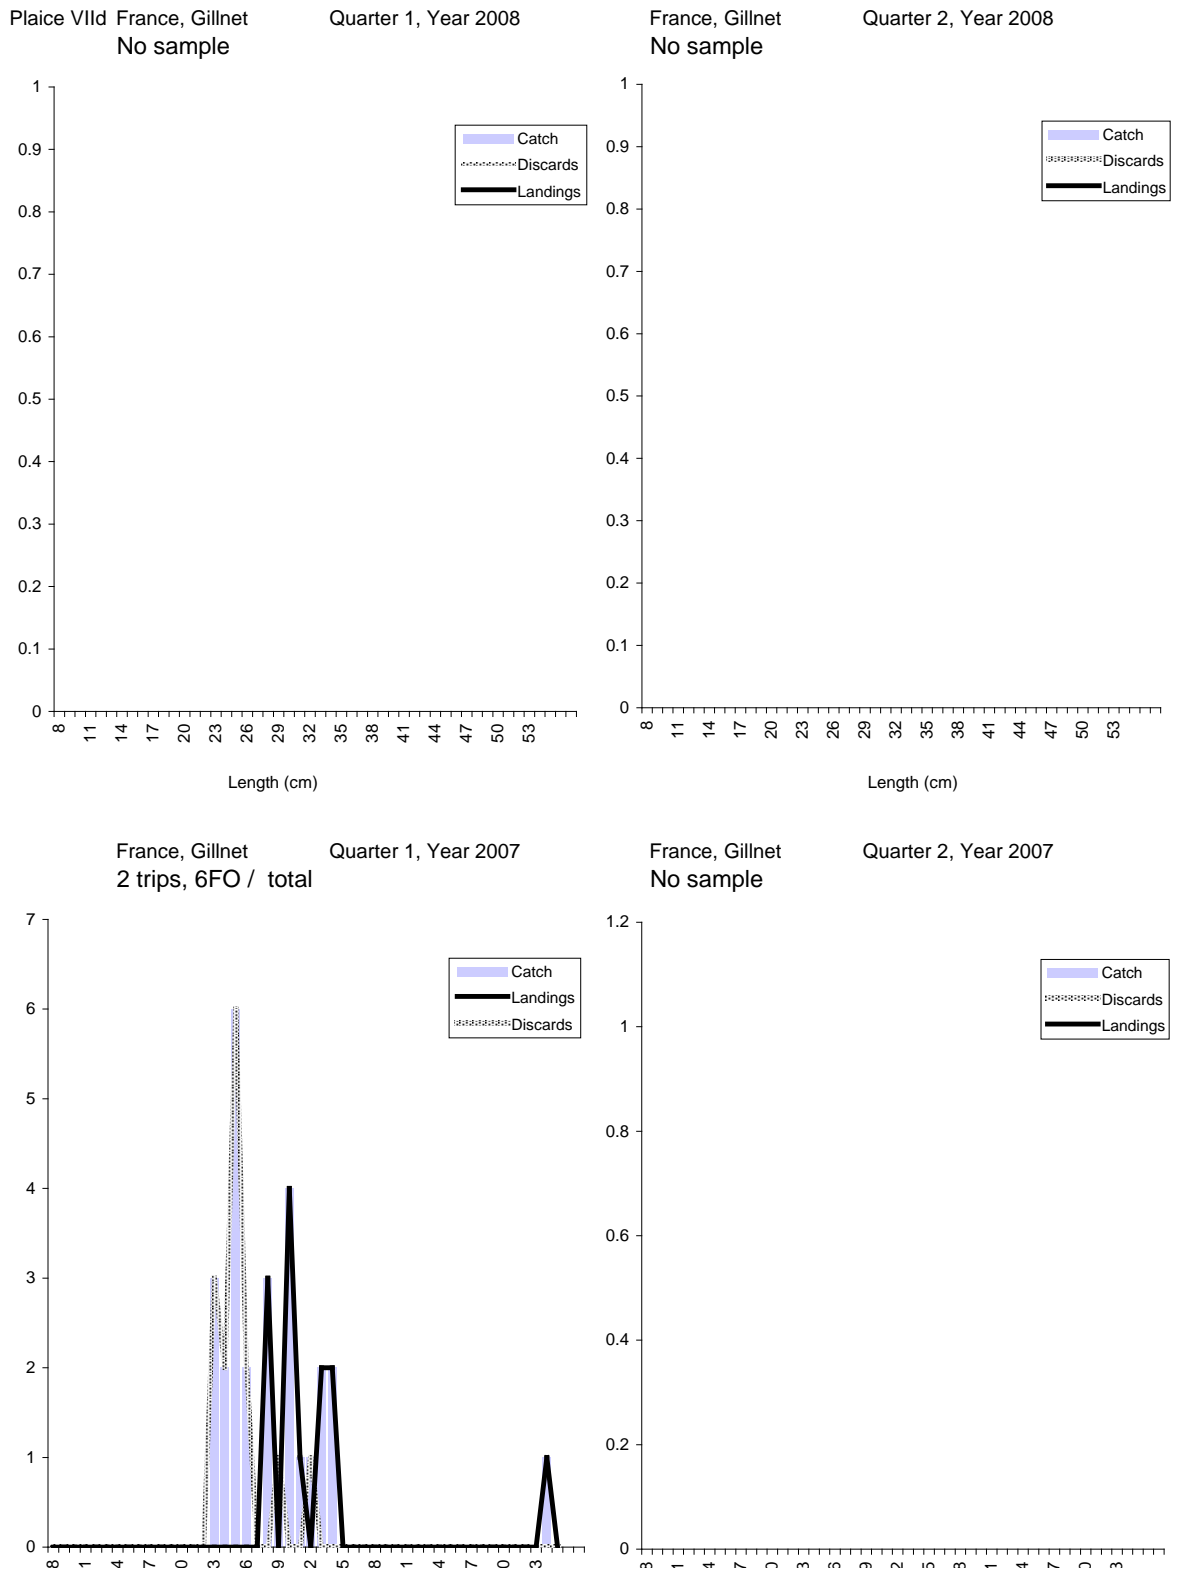 Plaice VIId France, Gillnet Quarter 1, Year 2008
No sample
1
0.9
0.8
0.7
0.6
0.5
0.4
0.3
0.2
0.1
0
Catch
Discards
Landings
8 11 14 17 20 23 26 29 32 35 38 41 44 47 50 53
Length (cm)
France, Gillnet Quarter 2, Year 2008
No sample
1
0.9
0.8
0.7
0.6
0.5
0.4
0.3
0.2
0.1
0
Catch
Discards
Landings
8 11 14 17 20 23 26 29 32 35 38 41 44 47 50 53
Length (cm)
France, Gillnet Quarter 1, Year 2007
2 trips, 6FO / total
7
6
5
4
3
2
1
0
Catch
Landings
Discards
France, Gillnet Quarter 2, Year 2007
No sample
1.2
1
0.8
0.6
0.4
0.2
0
Catch
Discards
Landings